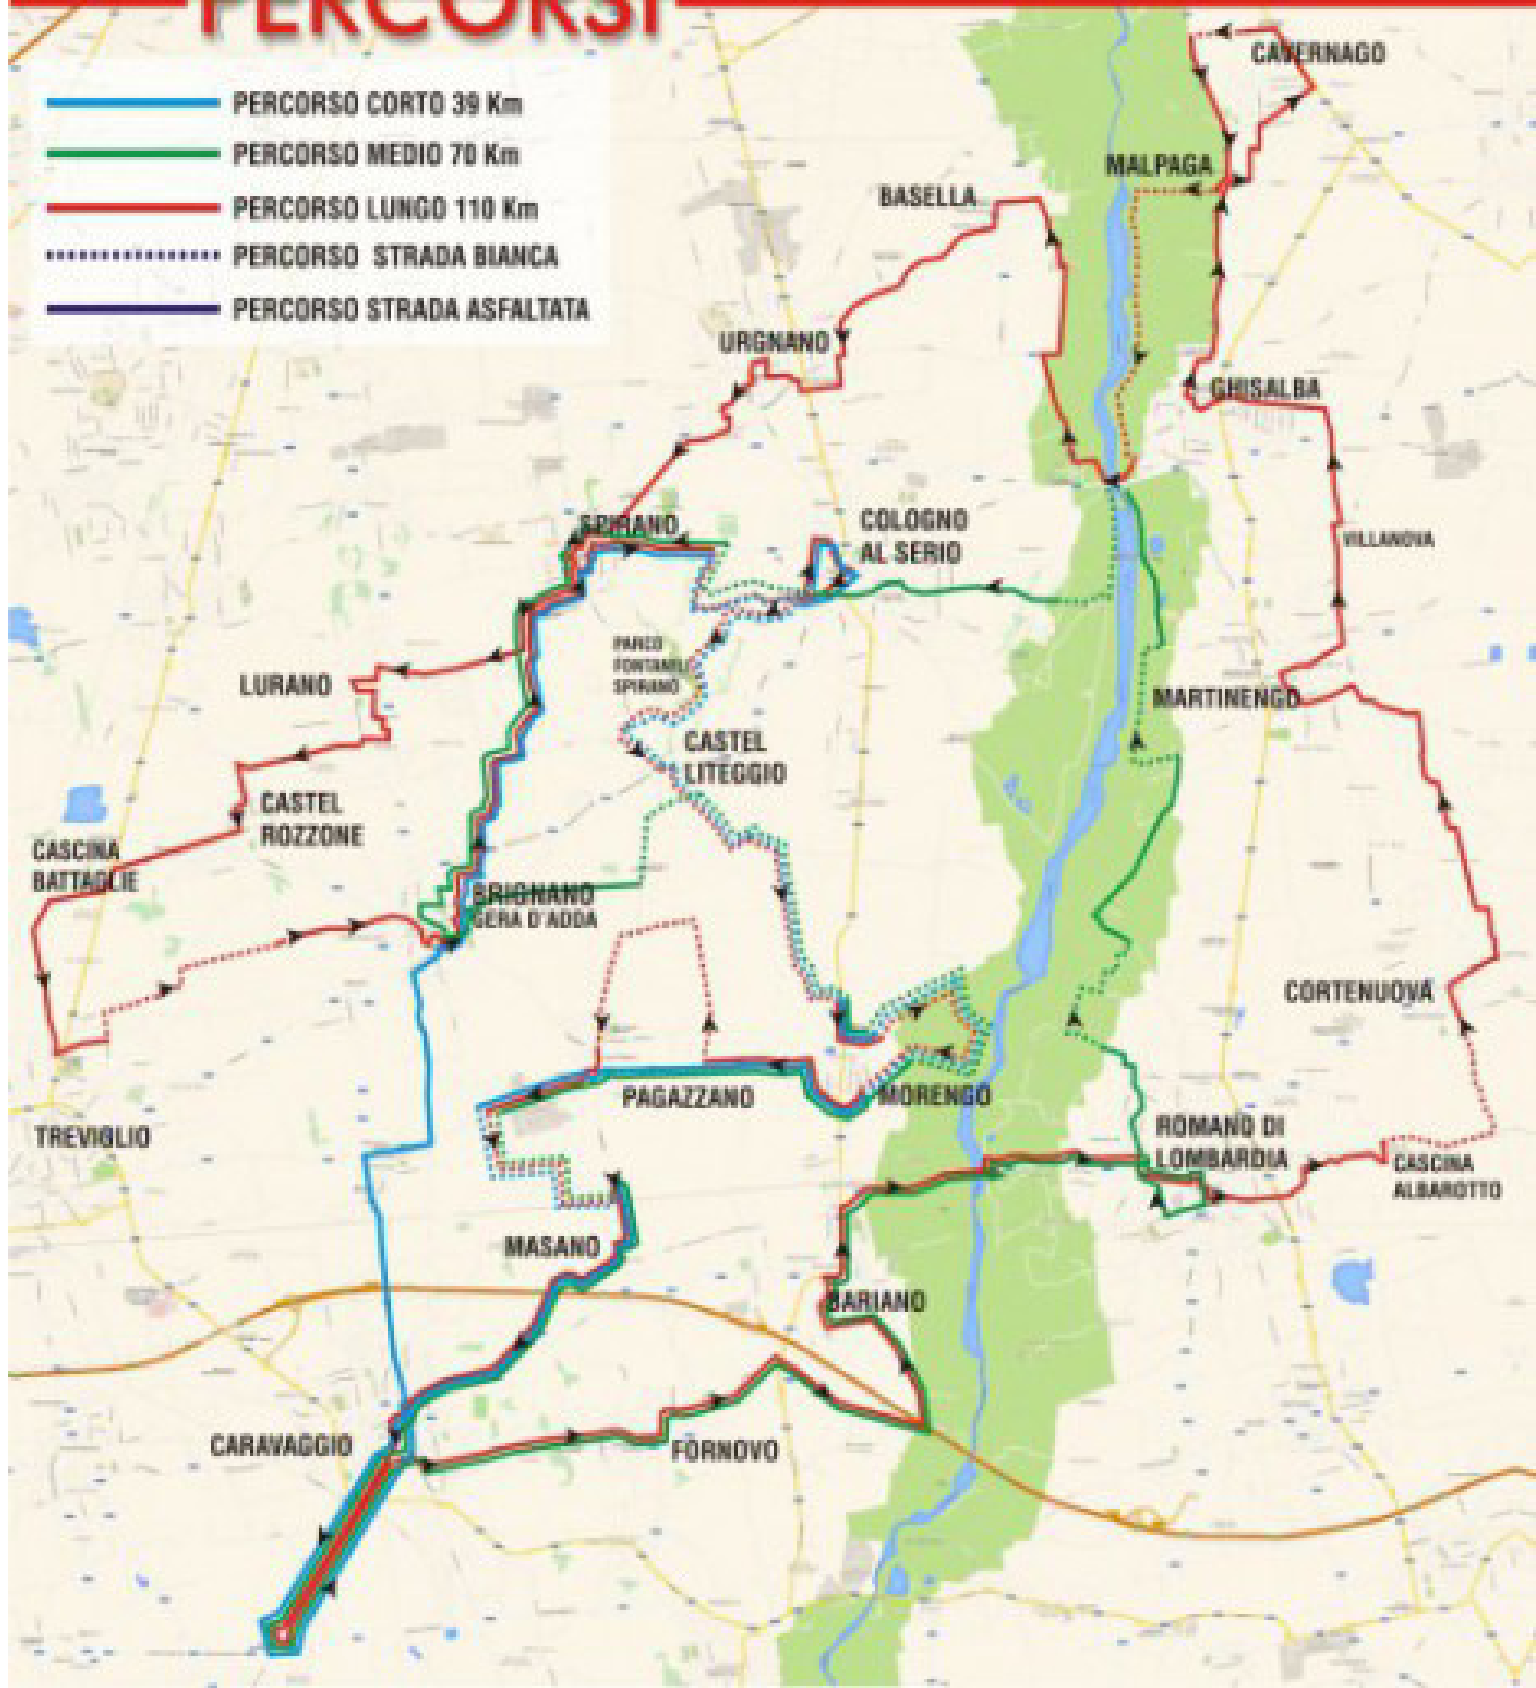 PERCORSI
PERCORSO CORTO 39 Km
PERCORSO MEDIO 70 Km
PERCORSO LUNGO 110 Km
PERCORSO STRADA BIANCA
PERCORSO STRADA ASFALTATA
CAVERNAGO
MALPAGA
BASELLA
URGNANO
GHISALBA
SPIRANO
COLOGNO
AL SERIO
VILLANOVA
PARCO
FONTANILI
SPIRANO
LURANO
MARTINENGO
CASTEL
LITEGGIO
CASTEL
ROZZONE
CASCINA
BATTAGLIE
BRIGNANO
GERA D'ADDA
CORTENUOVA
PAGAZZANO
MORENGO
TREVIGLIO
ROMANO DI
LOMBARDIA
CASCINA
ALBAROTTO
MASANO
BARIANO
CARAVAGGIO
FORNOVO